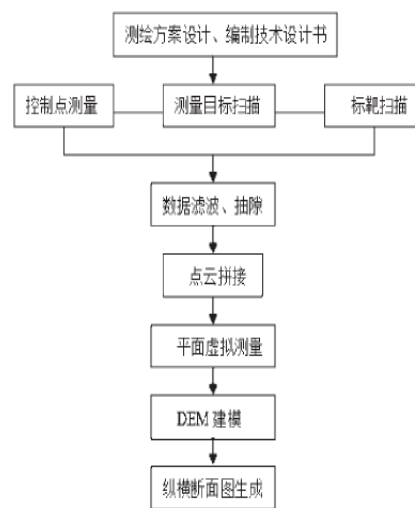 测绘方案设计、编制技术设计书
控制点测量
测量目标扫描
标靶扫描
数据滤波、抽隙
点云拼接
平面虚拟测量
DEM 建模
纵横断面图生成